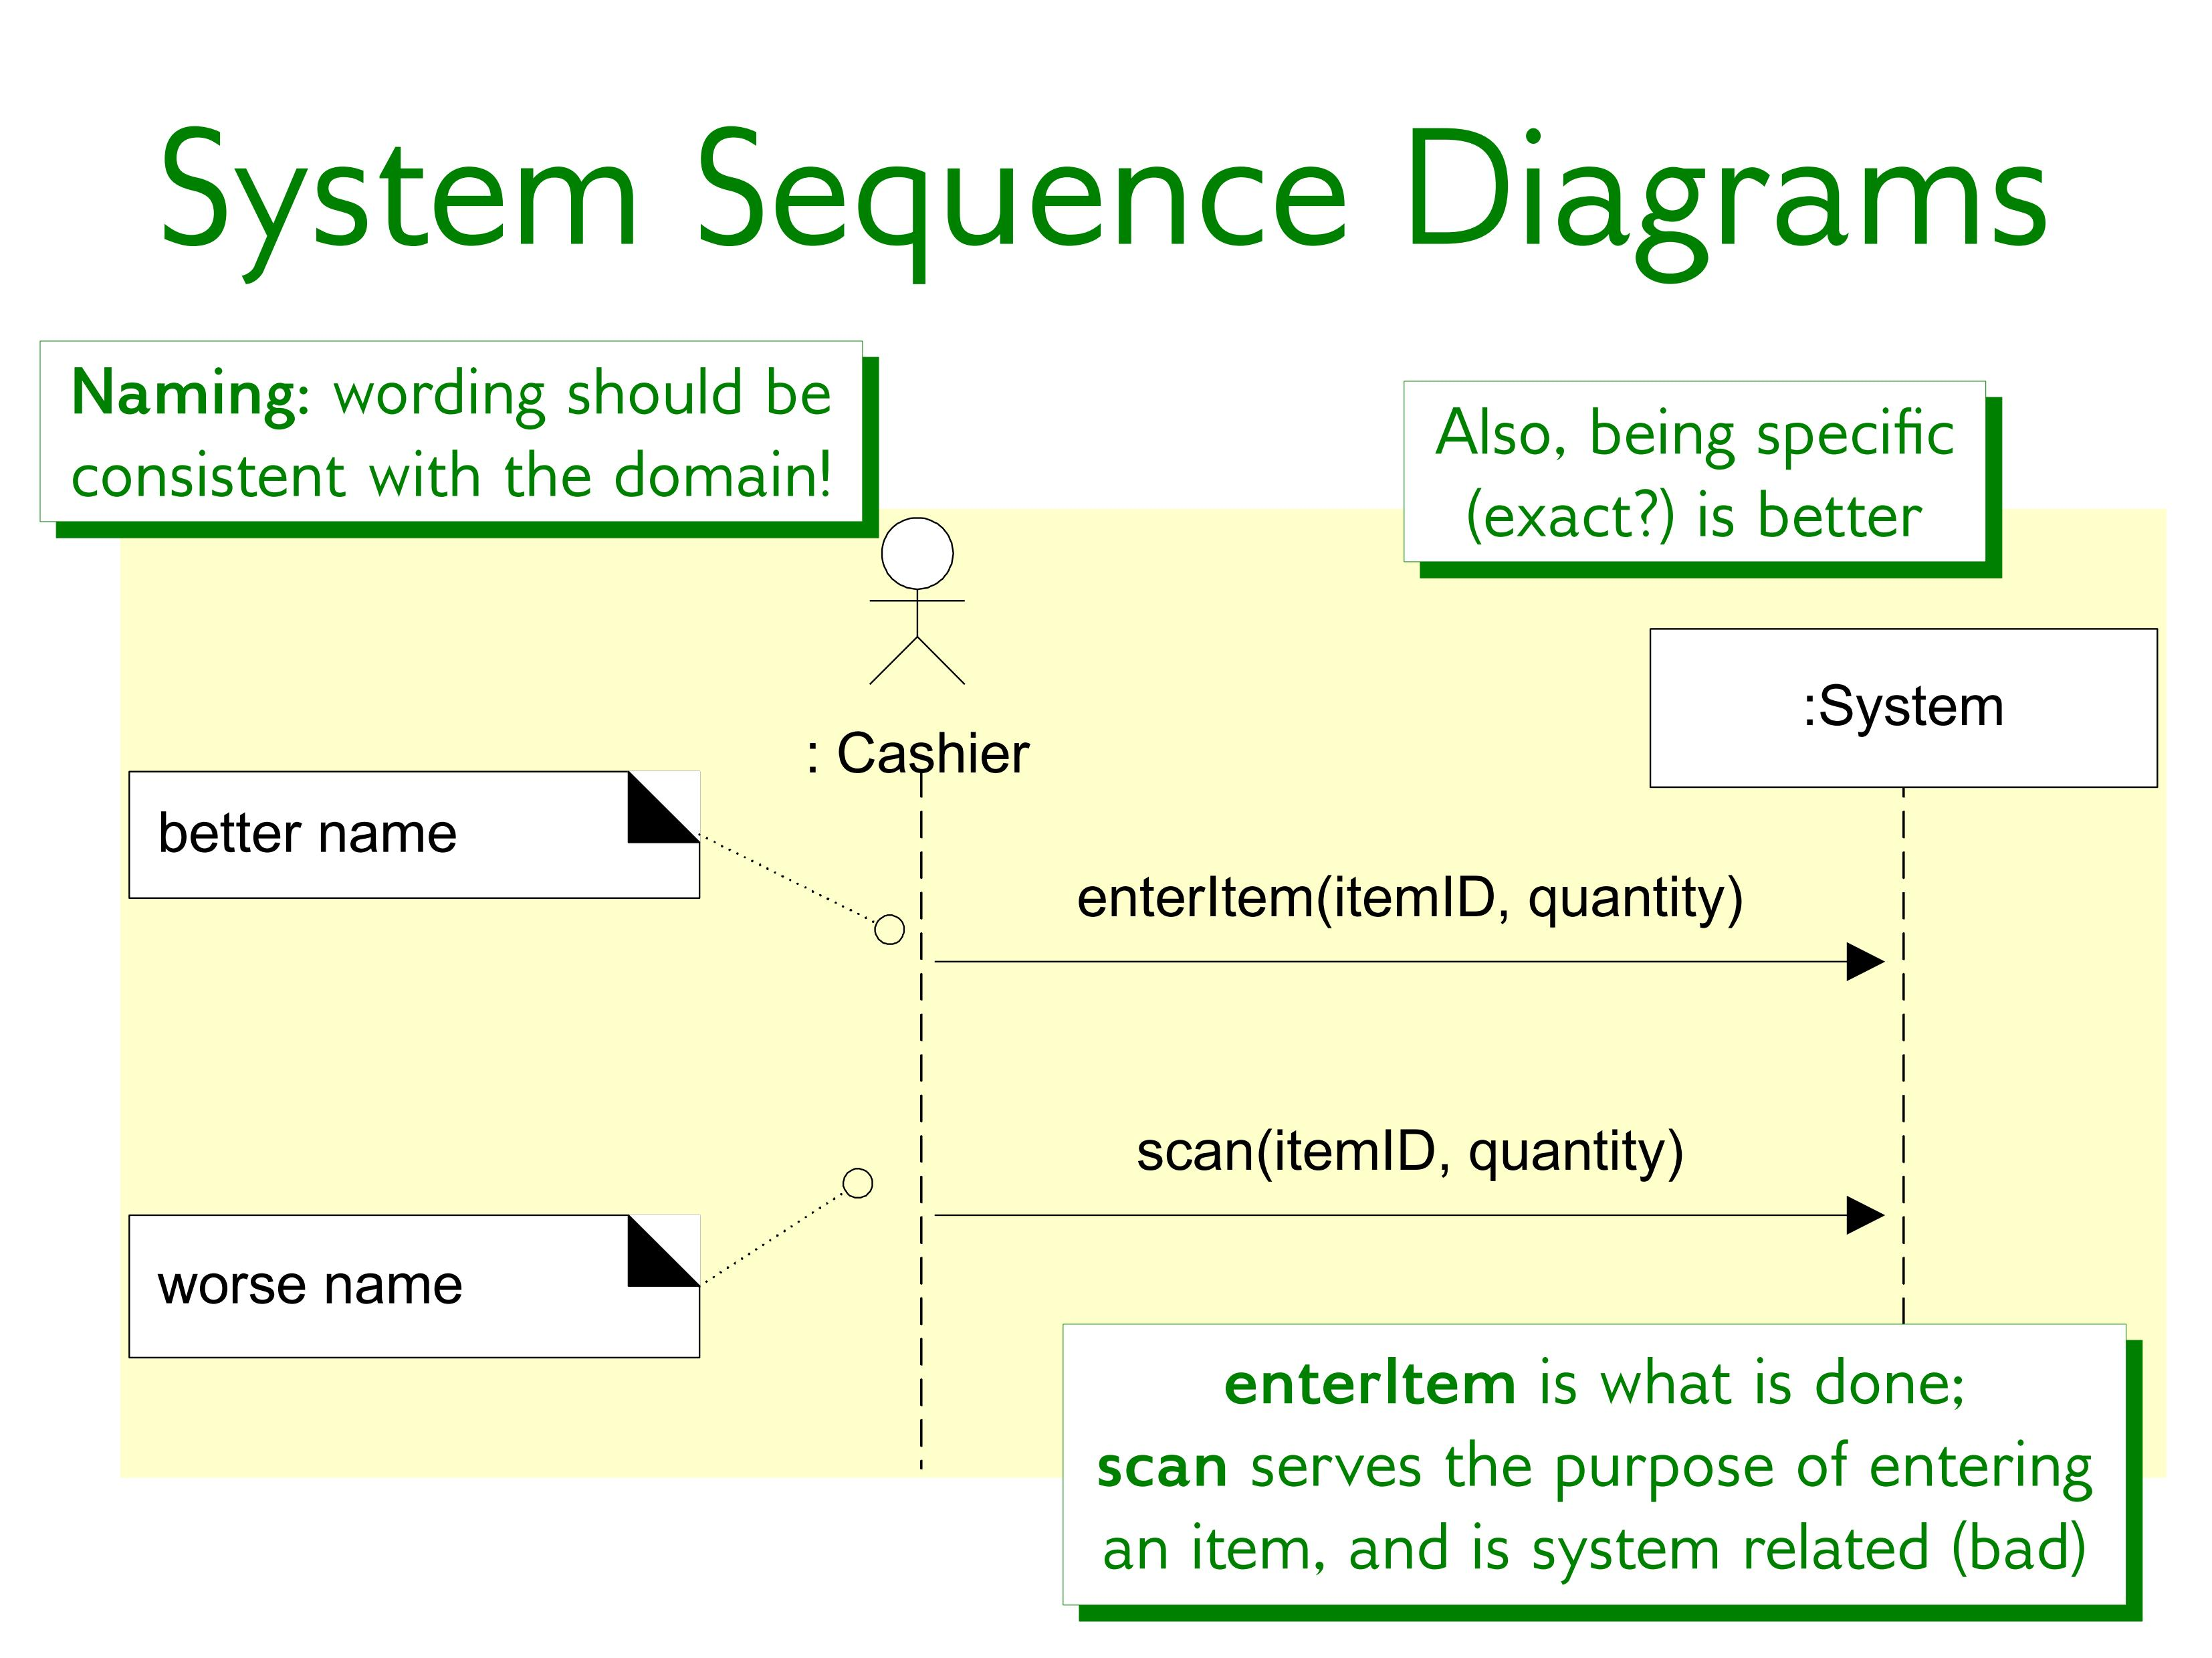 System Sequence Diagrams
Naming: wording should be
consistent with the domain!
Also, being specific
(exact?) is better
: Cashier
:System
better name
enterItem(itemID, quantity)
scan(itemID, quantity)
worse name
enterItem is what is done;
scan serves the purpose of entering
an item, and is system related (bad)